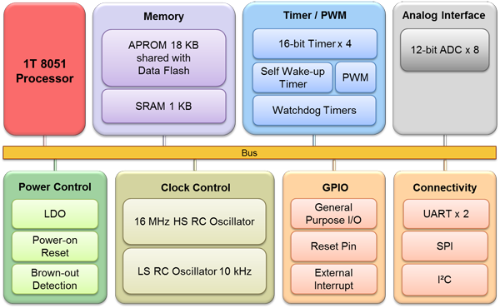 1T 8051
Processor
Memory
APROM 18 KB
shared with
Data Flash
SRAM 1 KB
Timer / PWM
16-bit Timer x 4
Self Wake-up
Timer
PWM
Watchdog Timers
Analog Interface
12-bit ADC x 8
Bus
Power Control
LDO
Power-on
Reset
Brown-out
Detection
Clock Control
16 MHz HS RC Oscillator
LS RC Oscillator 10 kHz
GPIO
General
Purpose I/O
Reset Pin
External
Interrupt
Connectivity
UART x 2
SPI
I²C